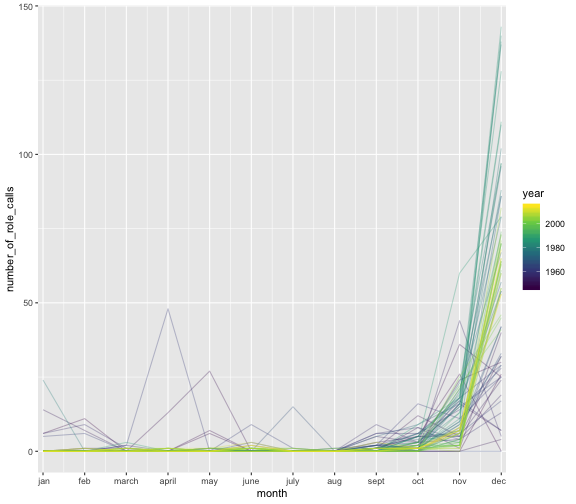 150
100
50
0
number_of_role_calls
jan feb march april may june july aug sept oct nov dec
month
year
2000
1980
1960